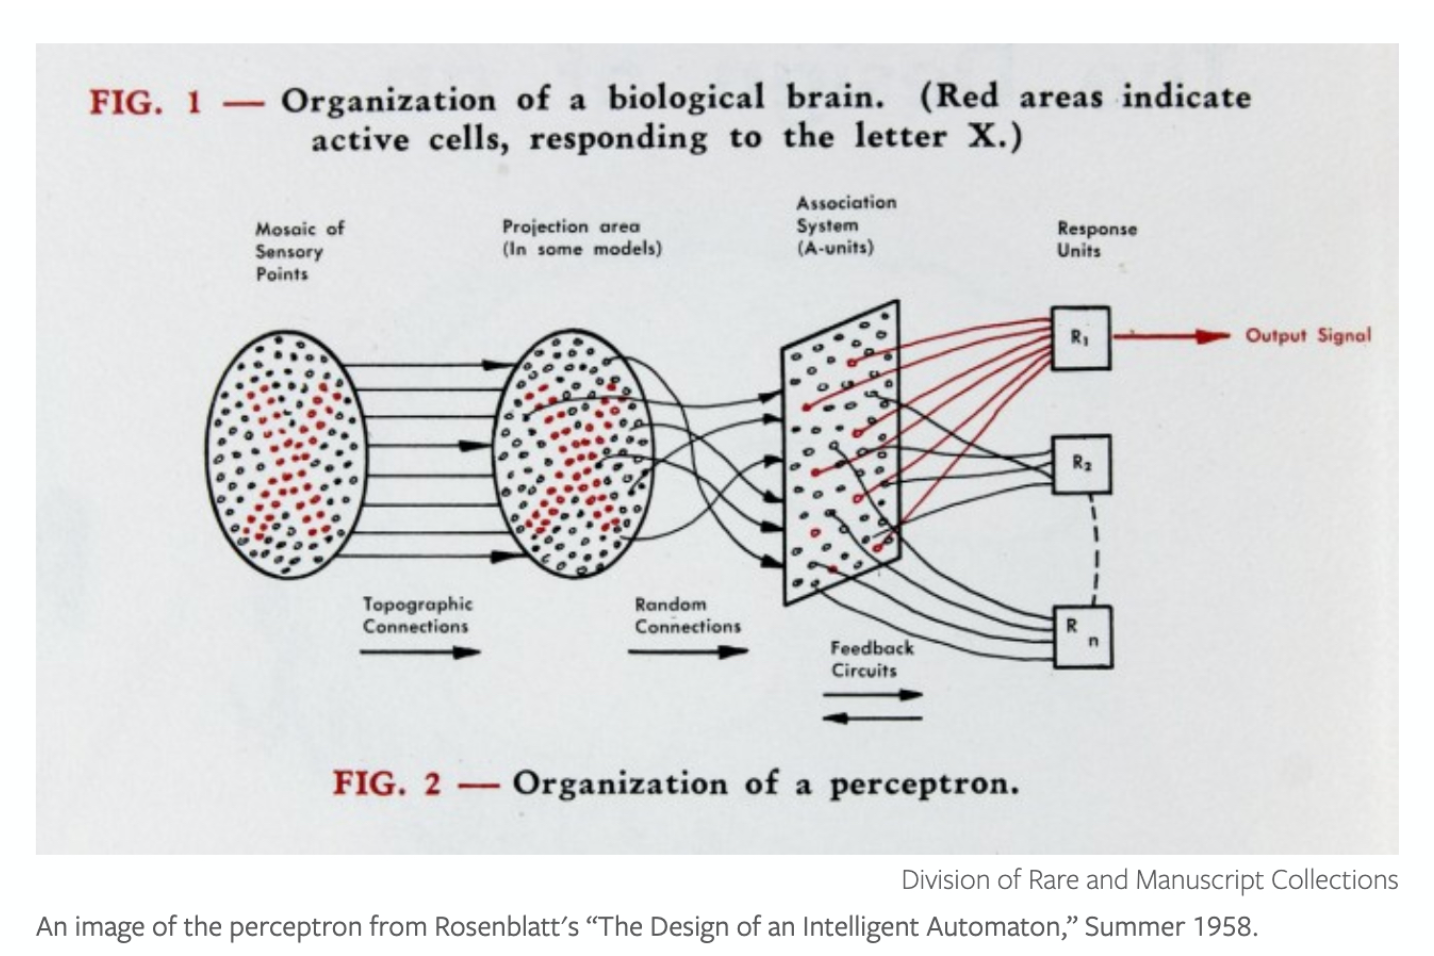 FIG. 1 — Organization of a biological brain. (Red areas indicate
active cells, responding to the letter X.)
Mosaic of
Sensory
Points
Projection area
(In some models)
Association
System
(A-units)
Response
Units
R₁
Output Signal
R₂
R n
Topographic
Connections
Random
Connections
Feedback
Circuits
FIG. 2 — Organization of a perceptron.
Division of Rare and Manuscript Collections
An image of the perceptron from Rosenblatt's “The Design of an Intelligent Automaton,” Summer 1958.